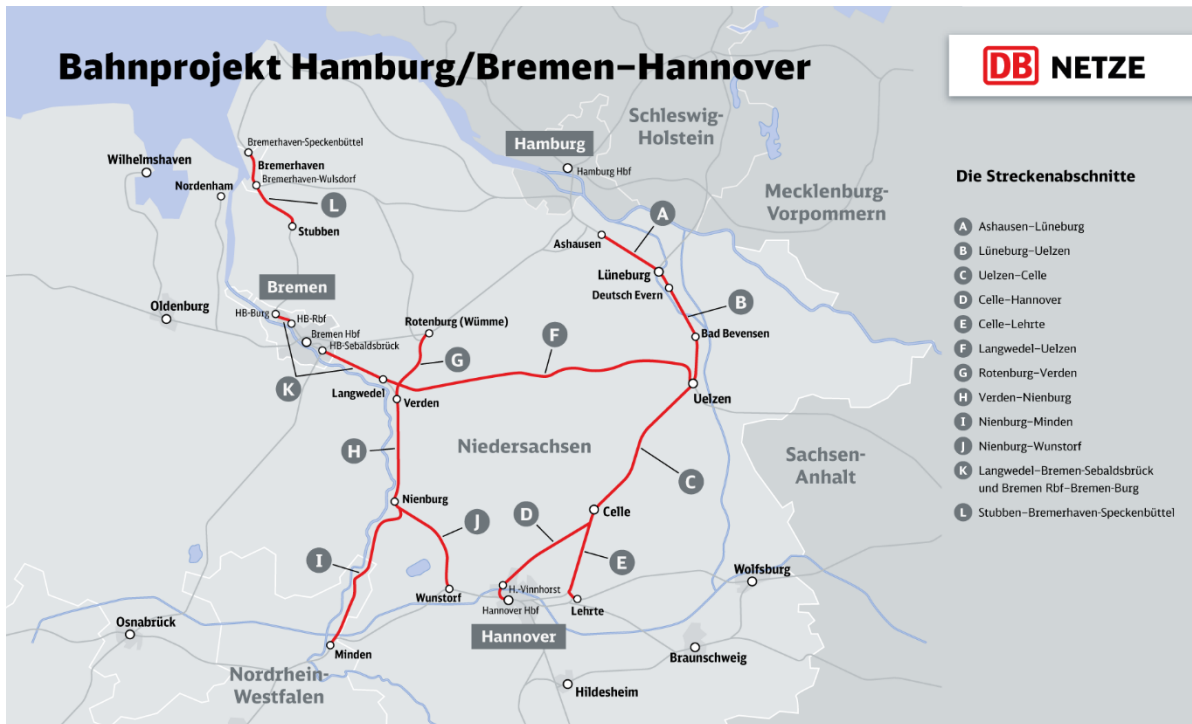 Bahnprojekt Hamburg/Bremen–Hannover
DB NETZE
Schleswig-
Holstein
Hamburg
Hamburg Hbf
Mecklenburg-
Vorpommern
Bremerhaven-Speckenbüttel
Wilhelmshaven
Bremerhaven
Bremerhaven-Wulsdorf
Nordenham
L
Stubben
A
Ashausen
Lüneburg
Deutsch Evern
B
Bad Bevensen
Bremen
Oldenburg
HB-Burg
HB-Rbf
Bremen Hbf
HB-Sebaldsbrück
Rotenburg (Wümme)
F
G
K
Langwedel
Verden
Uelzen
H
Niedersachsen
Sachsen-
Anhalt
C
Nienburg
Celle
D
J
I
E
Wolfsburg
Wunstorf
H.-Vinnhorst
Hannover Hbf
Lehrte
Hannover
Osnabrück
Minden
Braunschweig
Nordrhein-
Westfalen
Hildesheim
Die Streckenabschnitte
A Ashausen–Lüneburg
B Lüneburg–Uelzen
C Uelzen–Celle
D Celle–Hannover
E Celle–Lehrte
F Langwedel–Uelzen
G Rotenburg–Verden
H Verden–Nienburg
I Nienburg–Minden
J Nienburg–Wunstorf
K Langwedel–Bremen-Sebaldsbrück
und Bremen Rbf–Bremen-Burg
L Stubben–Bremerhaven-Speckenbüttel